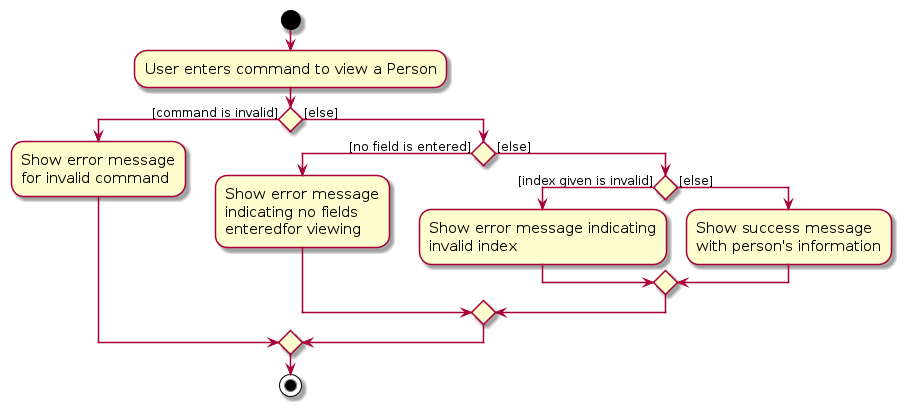 User enters command to view a Person
[command is invalid]
[else]
Show error message
for invalid command
[no field is entered]
[else]
Show error message
indicating no fields
enteredfor viewing
[index given is invalid]
[else]
Show error message indicating
invalid index
Show success message
with person's information